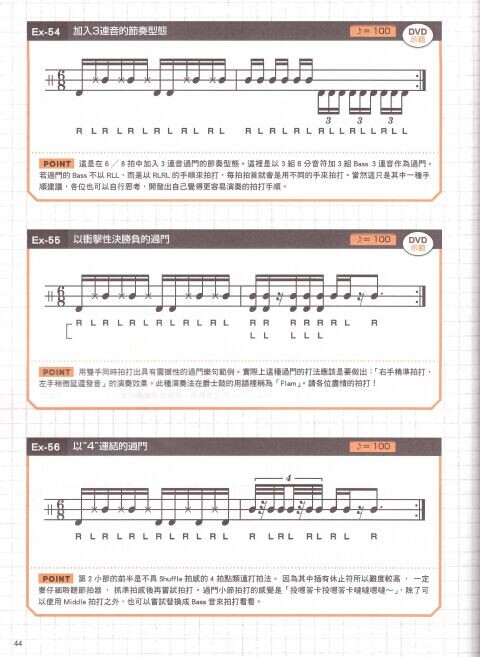 Ex-54 加入3連音的節奏型態 ♪= 100 DVD 示範
6 8
3 3 3
R L R L R L R L R L R L R L R L R L R L L R L L R L L
POINT 這是在 6 ／ 8 拍中加入 3 連音過門的節奏型態。這裡是以 3 組 8 分音符加 3 組 Bass 3 連音作為過門。
若過門的 Bass 不以 RLL，而是以 RLRL 的手順來拍打，每拍拍首就會是用不同的手來拍打。當然這只是其中一種手
順建議，各位也可以自行思考，開發出自己覺得更容易演奏的拍打手順。
Ex-55 以衝擊性決勝負的過門 ♪= 100 DVD 示範
6 8
R L R L R L R L R L R L R R R R R R L R
L L L L L L
POINT 用雙手同時拍打出具有震撼性的過門樂句範例。實際上這種過門的打法應該是要做出：「右手精準拍打，
左手稍微延遲發音」的演奏效果。此種演奏法在爵士鼓的用語裡稱為「Flam」。請各位盡情的拍打！
Ex-56 以“4”連結的過門 ♪= 100
4
6 8
R L R L R L R L R L R L R L R L R L R L R
POINT 第 2 小節的前半是不具 Shuffle 拍感的 4 拍點類連打拍法。 因為其中插有休止符所以難度較高 ， 一定
要仔細聆聽節拍器 ， 抓準拍感後再嘗試拍打。過門小節拍打的感覺是「按嗯答卡按嗯答卡噠噠嗯噠～」，除了可
以使用 Middle 拍打之外，也可以嘗試替換成 Bass 音來拍打看看。
44